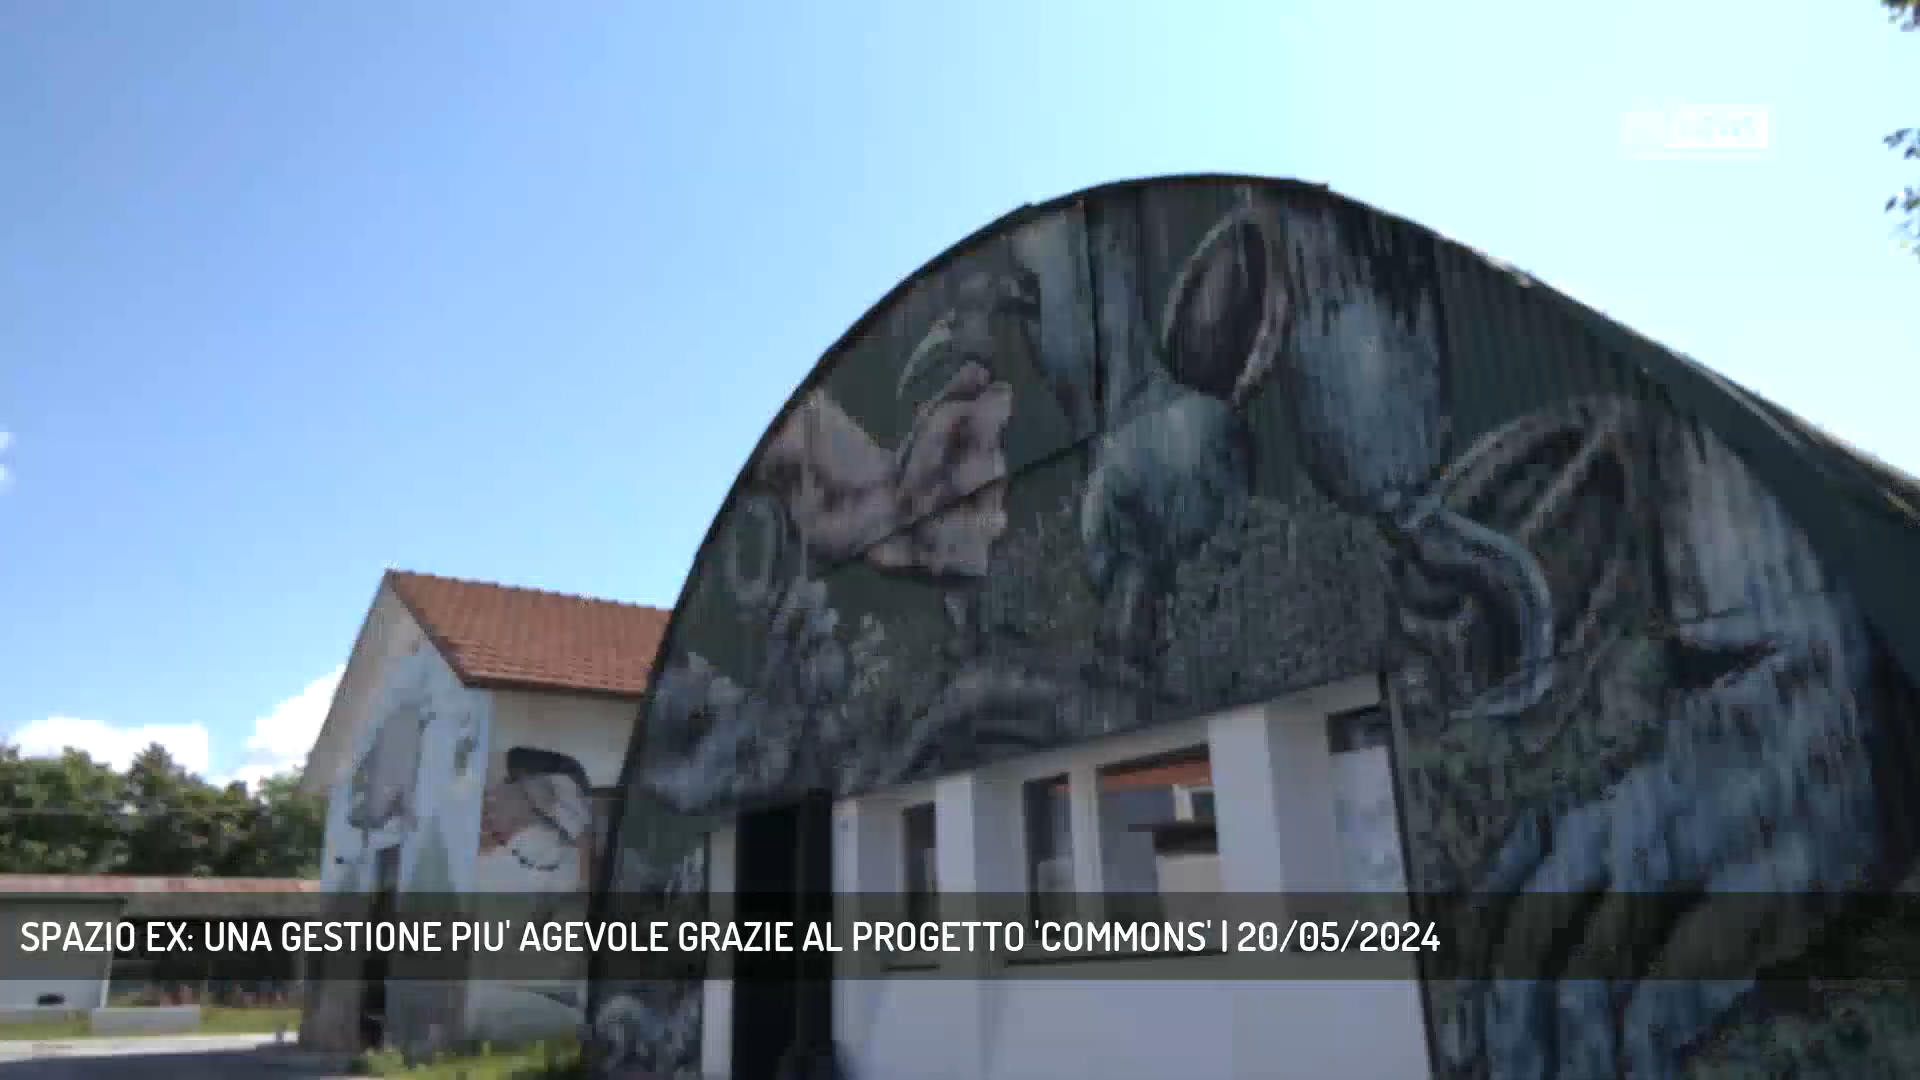 SPAZIO EX: UNA GESTIONE PIU' AGEVOLE GRAZIE AL PROGETTO 'COMMONS' | 20/05/2024